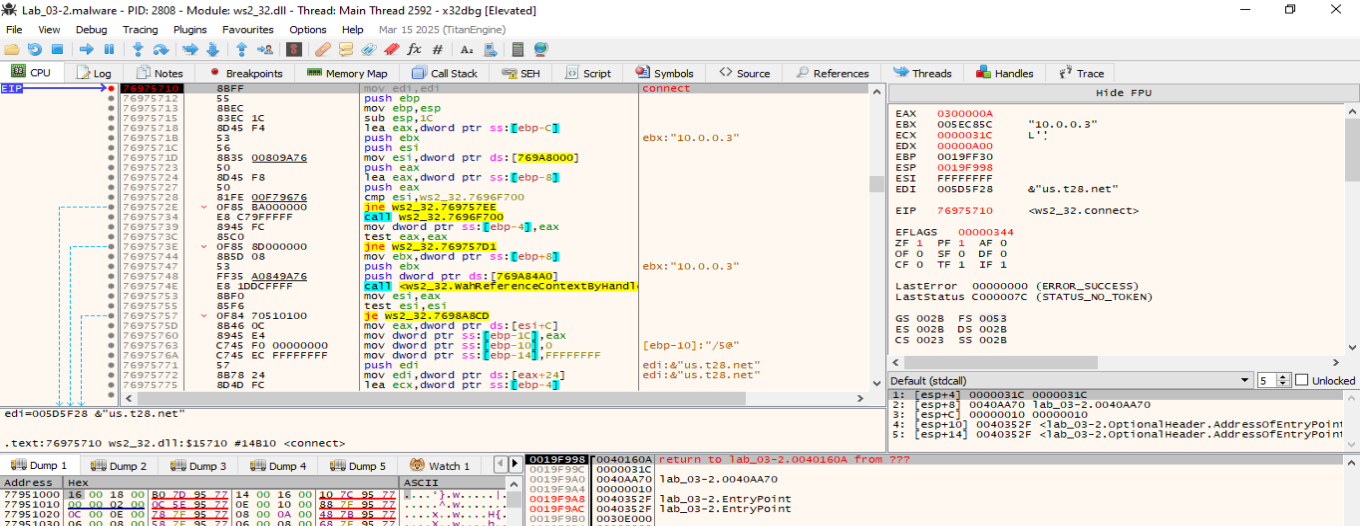 Lab_03-2.malware - PID: 2808 - Module: ws2_32.dll - Thread: Main Thread 2592 - x32dbg [Elevated]
File View Debug Tracing Plugins Favourites Options Help Mar 15 2025 (TitanEngine)
CPU Log Notes Breakpoints Memory Map Call Stack SEH Script Symbols Source References Threads Handles Trace
EIP 76975710 8BFF mov edi,edi connect
76975712 55 push ebp
76975713 8BEC mov ebp,esp
76975715 83EC 1C sub esp,1C
76975718 8D45 F4 lea eax,dword ptr ss:[ebp-C]
7697571B 53 push ebx ebx:"10.0.0.3"
7697571C 56 push esi
7697571D 8B35 00809A76 mov esi,dword ptr ds:[769A8000]
76975723 50 push eax
76975724 8D45 F8 lea eax,dword ptr ss:[ebp-8]
76975727 50 push eax
76975728 81FE 00F79676 cmp esi,ws2_32.7696F700
7697572E 0F85 BA000000 jne ws2_32.769757EE
76975734 E8 C79FFFFF call ws2_32.7696F700
76975739 8945 FC mov dword ptr ss:[ebp-4],eax
7697573C 85C0 test eax,eax
7697573E 0F85 8D000000 jne ws2_32.769757D1
76975744 8B5D 08 mov ebx,dword ptr ss:[ebp+8]
76975747 53 push ebx ebx:"10.0.0.3"
76975748 FF35 A0849A76 push dword ptr ds:[769A84A0]
7697574E E8 1DDCFFFF call <ws2_32.WahReferenceContextByHandl
76975753 8BF0 mov esi,eax
76975755 85F6 test esi,esi
76975757 0F84 70510100 je ws2_32.7698A8CD
7697575D 8B46 0C mov eax,dword ptr ds:[esi+C]
76975760 8945 E4 mov dword ptr ss:[ebp-1C],eax
76975763 C745 F0 00000000 mov dword ptr ss:[ebp-10],0 [ebp-10]:"/5@"
7697576A C745 EC FFFFFFFF mov dword ptr ss:[ebp-14],FFFFFFFF
76975771 57 push edi edi:&"us.t28.net"
76975772 8B78 24 mov edi,dword ptr ds:[eax+24] edi:&"us.t28.net"
76975775 8D4D FC lea ecx,dword ptr ss:[ebp-4]
Hide FPU
EAX 0300000A
EBX 005EC85C "10.0.0.3"
ECX 0000031C L'̜'
EDX 00000A00
EBP 0019FF30
ESP 0019F998
ESI FFFFFFFF
EDI 005D5F28 &"us.t28.net"
EIP 76975710 <ws2_32.connect>
EFLAGS 00000344
ZF 1 PF 1 AF 0
OF 0 SF 0 DF 0
CF 0 TF 1 IF 1
LastError 00000000 (ERROR_SUCCESS)
LastStatus C000007C (STATUS_NO_TOKEN)
GS 002B FS 0053
ES 002B DS 002B
CS 0023 SS 002B
Default (stdcall) 5 Unlocked
1: [esp+4] 0000031C 0000031C
2: [esp+8] 0040AA70 lab_03-2.0040AA70
3: [esp+C] 00000010 00000010
4: [esp+10] 0040352F <lab_03-2.OptionalHeader.AddressOfEntryPoint
5: [esp+14] 0040352F <lab_03-2.OptionalHeader.AddressOfEntryPoint
edi=005D5F28 &"us.t28.net"
.text:76975710 ws2_32.dll:$15710 #14B10 <connect>
Dump 1 Dump 2 Dump 3 Dump 4 Dump 5 Watch 1
Address Hex ASCII
77951000 16 00 18 00 B0 7D 95 77 14 00 16 00 10 7C 95 77 ....°}.w.....|.
77951010 00 00 02 00 0C 5E 95 77 0E 00 10 00 88 7F 95 77 .....^.w.......
77951020 0C 00 0E 00 78 7F 95 77 08 00 0A 00 48 7B 95 77 ....x..w....H{.
77951030 06 00 08 00 58 7F 95 77 06 00 08 00 68 7F 95 77
0019F998 0040160A return to lab_03-2.0040160A from ???
0019F99C 0000031C
0019F9A0 0040AA70 lab_03-2.0040AA70
0019F9A4 00000010
0019F9A8 0040352F lab_03-2.EntryPoint
0019F9AC 0040352F lab_03-2.EntryPoint
0019F9B0 0030E000